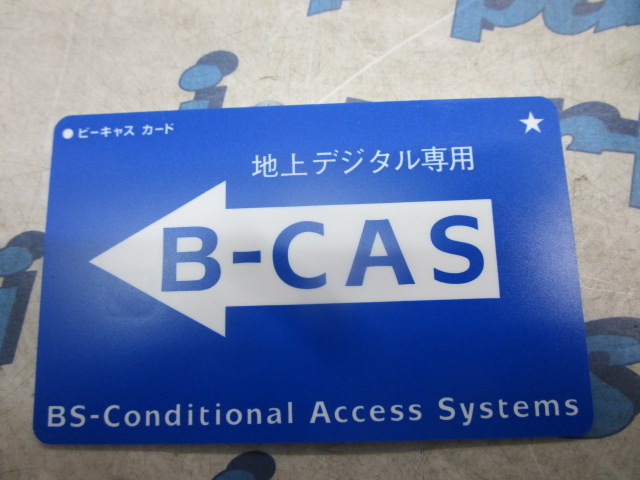 ●ビーキャス カード
★
地上デジタル専用
B-CAS
BS-Conditional Access Systems